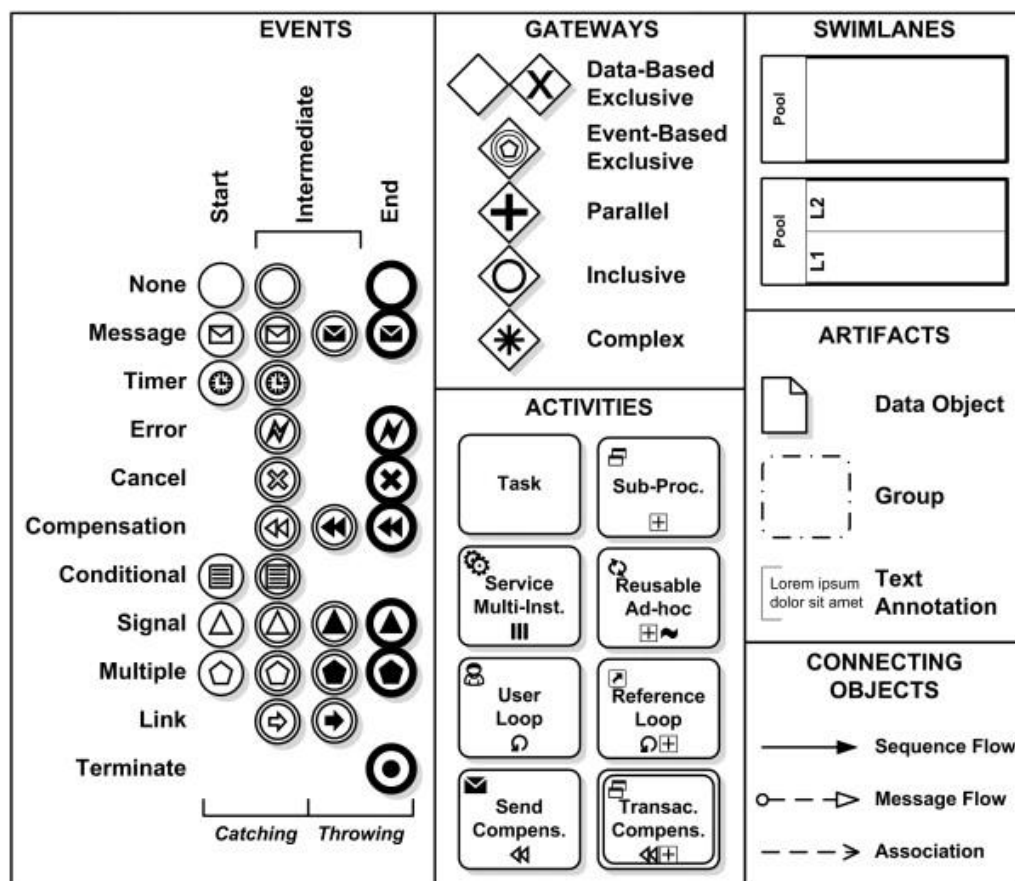 EVENTS
Start
Intermediate
End
None
Message
Timer
Error
Cancel
Compensation
Conditional
Signal
Multiple
Link
Terminate
Catching
Throwing
GATEWAYS
X
Data-Based
Exclusive
Event-Based
Exclusive
Parallel
Inclusive
Complex
ACTIVITIES
Task
Sub-Proc.
Service
Multi-Inst.
Reusable
Ad-hoc
User
Loop
Reference
Loop
Send
Compens.
Transac.
Compens.
SWIMLANES
Pool
Pool
L2
L1
ARTIFACTS
Data Object
Group
Lorem ipsum
dolor sit amet
Text
Annotation
CONNECTING
OBJECTS
Sequence Flow
Message Flow
Association